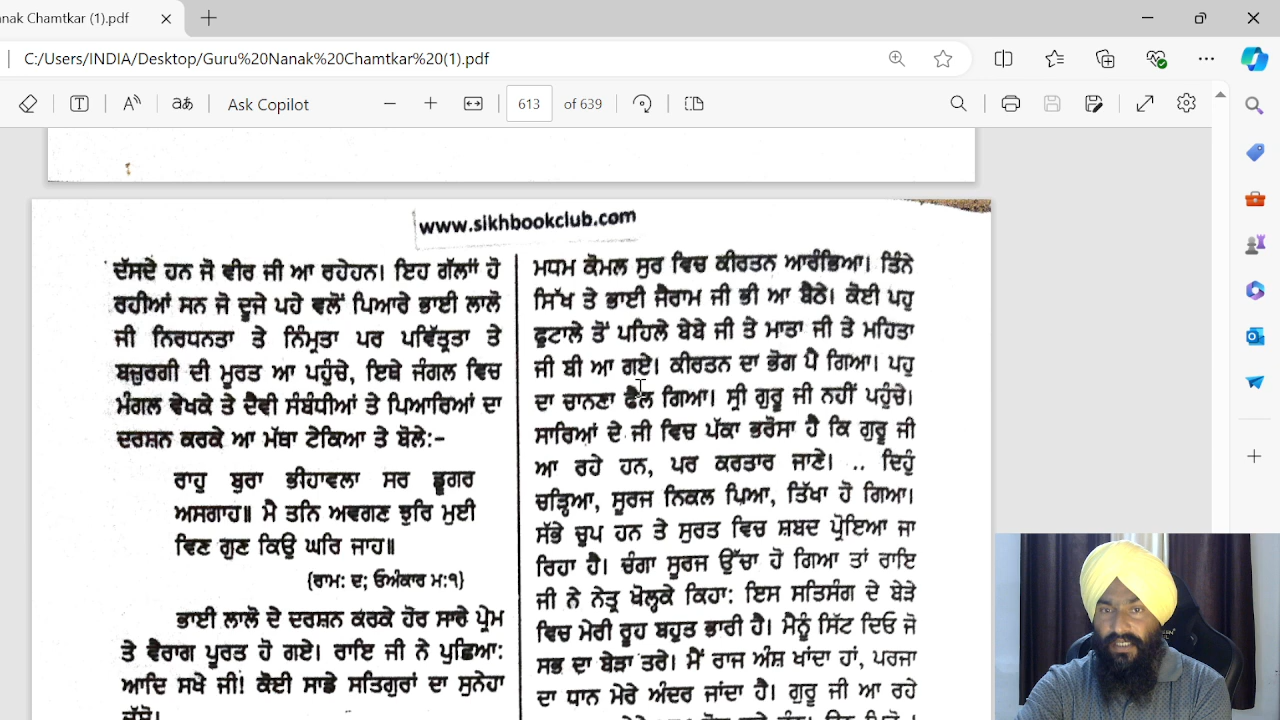 nak Chamtkar (1).pdf
C:/Users/INDIA/Desktop/Guru%20Nanak%20Chamtkar%20(1).pdf
Ask Copilot
613 of 639
www.sikhbookclub.com
ਦੱਸਦੇ ਹਨ ਜੋ ਵੀਰ ਜੀ ਆ ਰਹੇਹਨ। ਇਹ ਗੱਲਾਂ ਹੋ
ਰਹੀਆਂ ਸਨ ਜੋ ਦੂਜੇ ਪਹੇ ਵਲੋਂ ਪਿਆਰੇ ਭਾਈ ਲਾਲੋ
ਜੀ ਨਿਰਧਨਤਾ ਤੇ ਨਿੰਮ੍ਰਤਾ ਪਰ ਪਵਿੱਤ੍ਰਤਾ ਤੇ
ਬਜ਼ੁਰਗੀ ਦੀ ਮੂਰਤ ਆ ਪਹੁੰਚੇ, ਇਥੇ ਜੰਗਲ ਵਿਚ
ਮੰਗਲ ਵੇਖਕੇ ਤੇ ਦੈਵੀ ਸੰਬੰਧੀਆਂ ਤੇ ਪਿਆਰਿਆਂ ਦਾ
ਦਰਸ਼ਨ ਕਰਕੇ ਆ ਮੱਥਾ ਟੇਕਿਆ ਤੇ ਬੋਲੇ:-
ਰਾਹੁ ਬੁਰਾ ਭੀਹਾਵਲਾ ਸਰ ਡੂਗਰ
ਅਸਗਾਹ॥ ਮੈ ਤਨਿ ਅਵਗਣ ਝੁਰਿ ਮੁਈ
ਵਿਣ ਗੁਣ ਕਿਉ ਘਰਿ ਜਾਹ॥
{ਰਾਮ: ਦ; ਓਅੰਕਾਰ ਮ:੧}
ਭਾਈ ਲਾਲੋ ਦੇ ਦਰਸ਼ਨ ਕਰਕੇ ਹੋਰ ਸਾਰੇ ਪ੍ਰੇਮ
ਤੇ ਵੈਰਾਗ ਪੂਰਤ ਹੋ ਗਏ। ਰਾਇ ਜੀ ਨੇ ਪੁਛਿਆ:
ਆਦਿ ਸਖੋ ਜੀ! ਕੋਈ ਸਾਡੇ ਸਤਿਗੁਰਾਂ ਦਾ ਸੁਨੇਹਾ
ਦੱਸੋ।
ਮਧਮ ਕੋਮਲ ਸੁਰ ਵਿਚ ਕੀਰਤਨ ਆਰੰਭਿਆ। ਤਿੰਨੇ
ਸਿੱਖ ਤੇ ਭਾਈ ਜੈਰਾਮ ਜੀ ਭੀ ਆ ਬੈਠੇ। ਕੋਈ ਪਹੁ
ਫੁਟਾਲੇ ਤੋਂ ਪਹਿਲੇ ਬੇਬੇ ਜੀ ਤੇ ਮਾਤਾ ਜੀ ਤੇ ਮਹਿਤਾ
ਜੀ ਬੀ ਆ ਗਏ। ਕੀਰਤਨ ਦਾ ਭੋਗ ਪੈ ਗਿਆ। ਪਹੁ
ਦਾ ਚਾਨਣਾ ਫੈਲ ਗਿਆ। ਸ੍ਰੀ ਗੁਰੂ ਜੀ ਨਹੀਂ ਪਹੁੰਚੇ।
ਸਾਰਿਆਂ ਦੇ ਜੀ ਵਿਚ ਪੱਕਾ ਭਰੋਸਾ ਹੈ ਕਿ ਗੁਰੂ ਜੀ
ਆ ਰਹੇ ਹਨ, ਪਰ ਕਰਤਾਰ ਜਾਣੇ। .. ਦਿਹੁੰ
ਚੜ੍ਹਿਆ, ਸੂਰਜ ਨਿਕਲ ਪਿਆ, ਤਿੱਖਾ ਹੋ ਗਿਆ।
ਸੱਭੇ ਚੁਪ ਹਨ ਤੇ ਸੁਰਤ ਵਿਚ ਸ਼ਬਦ ਪ੍ਰੋਇਆ ਜਾ
ਰਿਹਾ ਹੈ। ਚੰਗਾ ਸੂਰਜ ਉੱਚਾ ਹੋ ਗਿਆ ਤਾਂ ਰਾਇ
ਜੀ ਨੇ ਨੇਤ੍ਰ ਖੋਲ੍ਹਕੇ ਕਿਹਾ: ਇਸ ਸਤਿਸੰਗ ਦੇ ਬੇੜੇ
ਵਿਚ ਮੇਰੀ ਰੂਹ ਬਹੁਤ ਭਾਰੀ ਹੈ। ਮੈਨੂੰ ਸਿੱਟ ਦਿਓ ਜੋ
ਸਭ ਦਾ ਬੇੜਾ ਤਰੇ। ਮੈਂ ਰਾਜ ਅੰਸ਼ ਖਾਂਦਾ ਹਾਂ, ਪਰਜਾ
ਦਾ ਧਾਨ ਮੇਰੇ ਅੰਦਰ ਜਾਂਦਾ ਹੈ। ਗੁਰੂ ਜੀ ਆ ਰਹੇ